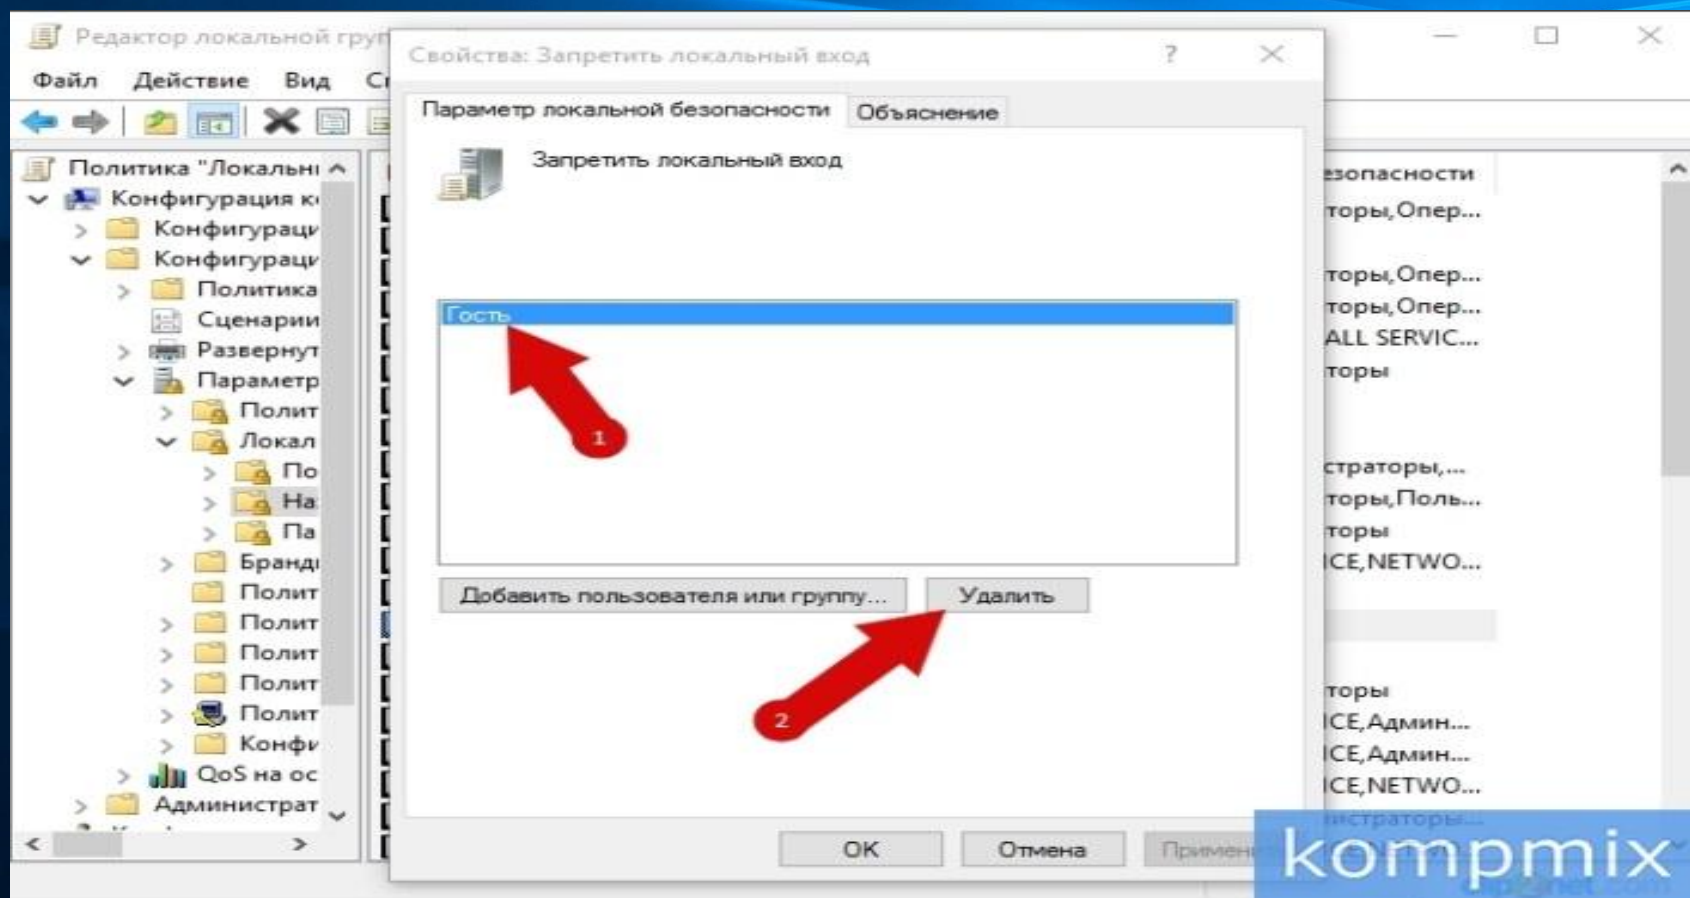 Редактор локальной груп
Свойства: Запретить локальный вход
Файл Действие Вид
Параметр локальной безопасности Объяснение
Запретить локальный вход
Политика "Локальн
Конфигурация к
Конфигураци
Конфигураци
Политика
Сценарии
Развернут
Параметр
Полит
Локал
По
На
Па
Бранд
Полит
Полит
Полит
Полит
Полит
Конфи
QoS на ос
Администрат
Гость
1
Добавить пользователя или группу... Удалить
2
OK Отмена Примен
езопасности
торы,Опер...
торы,Опер...
торы,Опер...
ALL SERVIC...
торы
страторы,...
торы,Поль...
торы
ICE,NETWO...
торы
ICE,Админ...
ICE,Админ...
ICE,NETWO...
kompmix